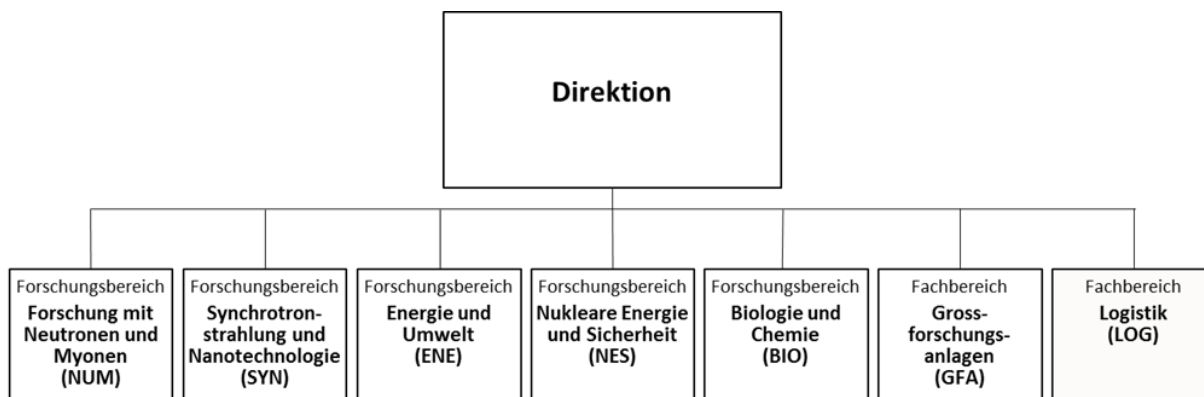 Direktion
Forschungsbereich
Forschung mit
Neutronen und
Myonen
(NUM)
Forschungsbereich
Synchrotron-
strahlung und
Nanotechnologie
(SYN)
Forschungsbereich
Energie und
Umwelt
(ENE)
Forschungsbereich
Nukleare Energie
und Sicherheit
(NES)
Forschungsbereich
Biologie und
Chemie
(BIO)
Fachbereich
Gross-
forschungs-
anlagen
(GFA)
Fachbereich
Logistik
(LOG)